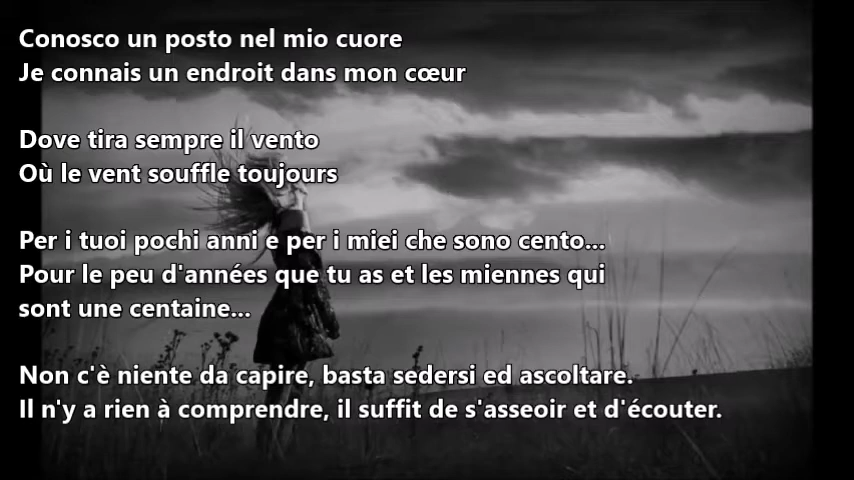 Conosco un posto nel mio cuore
Je connais un endroit dans mon cœur
Dove tira sempre il vento
Où le vent souffle toujours
Per i tuoi pochi anni e per i miei che sono cento...
Pour le peu d'années que tu as et les miennes qui
sont une centaine...
Non c'è niente da capire, basta sedersi ed ascoltare.
Il n'y a rien à comprendre, il suffit de s'asseoir et d'écouter.